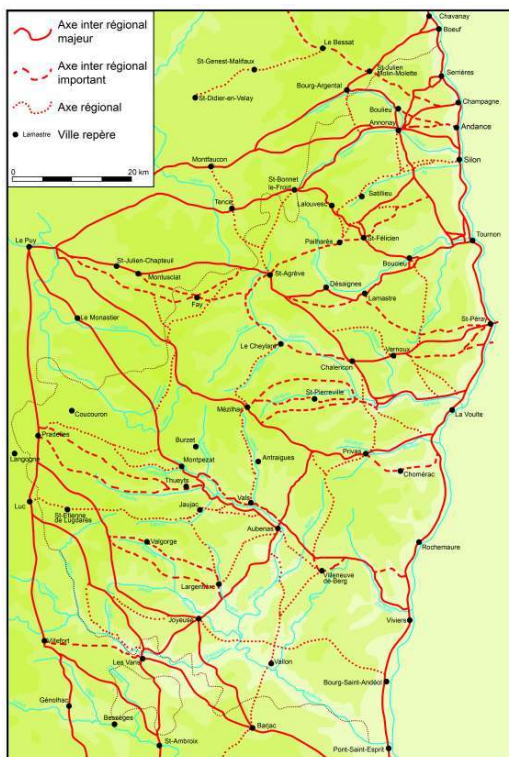 Axe inter régional
majeur
Axe inter régional
important
Axe régional
Lamastre
Ville repère
0
20 km
Chavanay
Boeuf
Le Bessat
St-Genest-Malifaux
St-Julien
Molin-Molette
Serrières
Bourg-Argental
St-Didier-en-Velay
Boulieu
Champagne
Annonay
Andance
Silon
Montfaucon
St-Bonnet
le-Froid
Lalouvesc
Satillieu
Tence
Pailharès
St-Félicien
Tournon
Le Puy
St-Julien-Chapteuil
Montusclat
St-Agrève
Boucieu
Désaignes
Lamastre
Fay
Le Monastier
St-Péray
Le Cheylard
Vernoux
Chalencon
St-Pierreville
Mézilhac
La Voulte
Coucouron
Pradelles
Burzet
Langogne
Montpezat
Antraigues
Privas
Chomérac
Thueyts
Luc
St-Etienne
de Lugdarès
Jaujac
Vals
Aubenas
Valgorge
Rochemaure
Villeneuve
de-Berg
Largentière
Joyeuse
Viviers
Villefort
Les Vans
Vallon
Bourg-Saint-Andéol
Génolhac
Bessèges
Barjac
St-Ambroix
Pont-Saint-Esprit